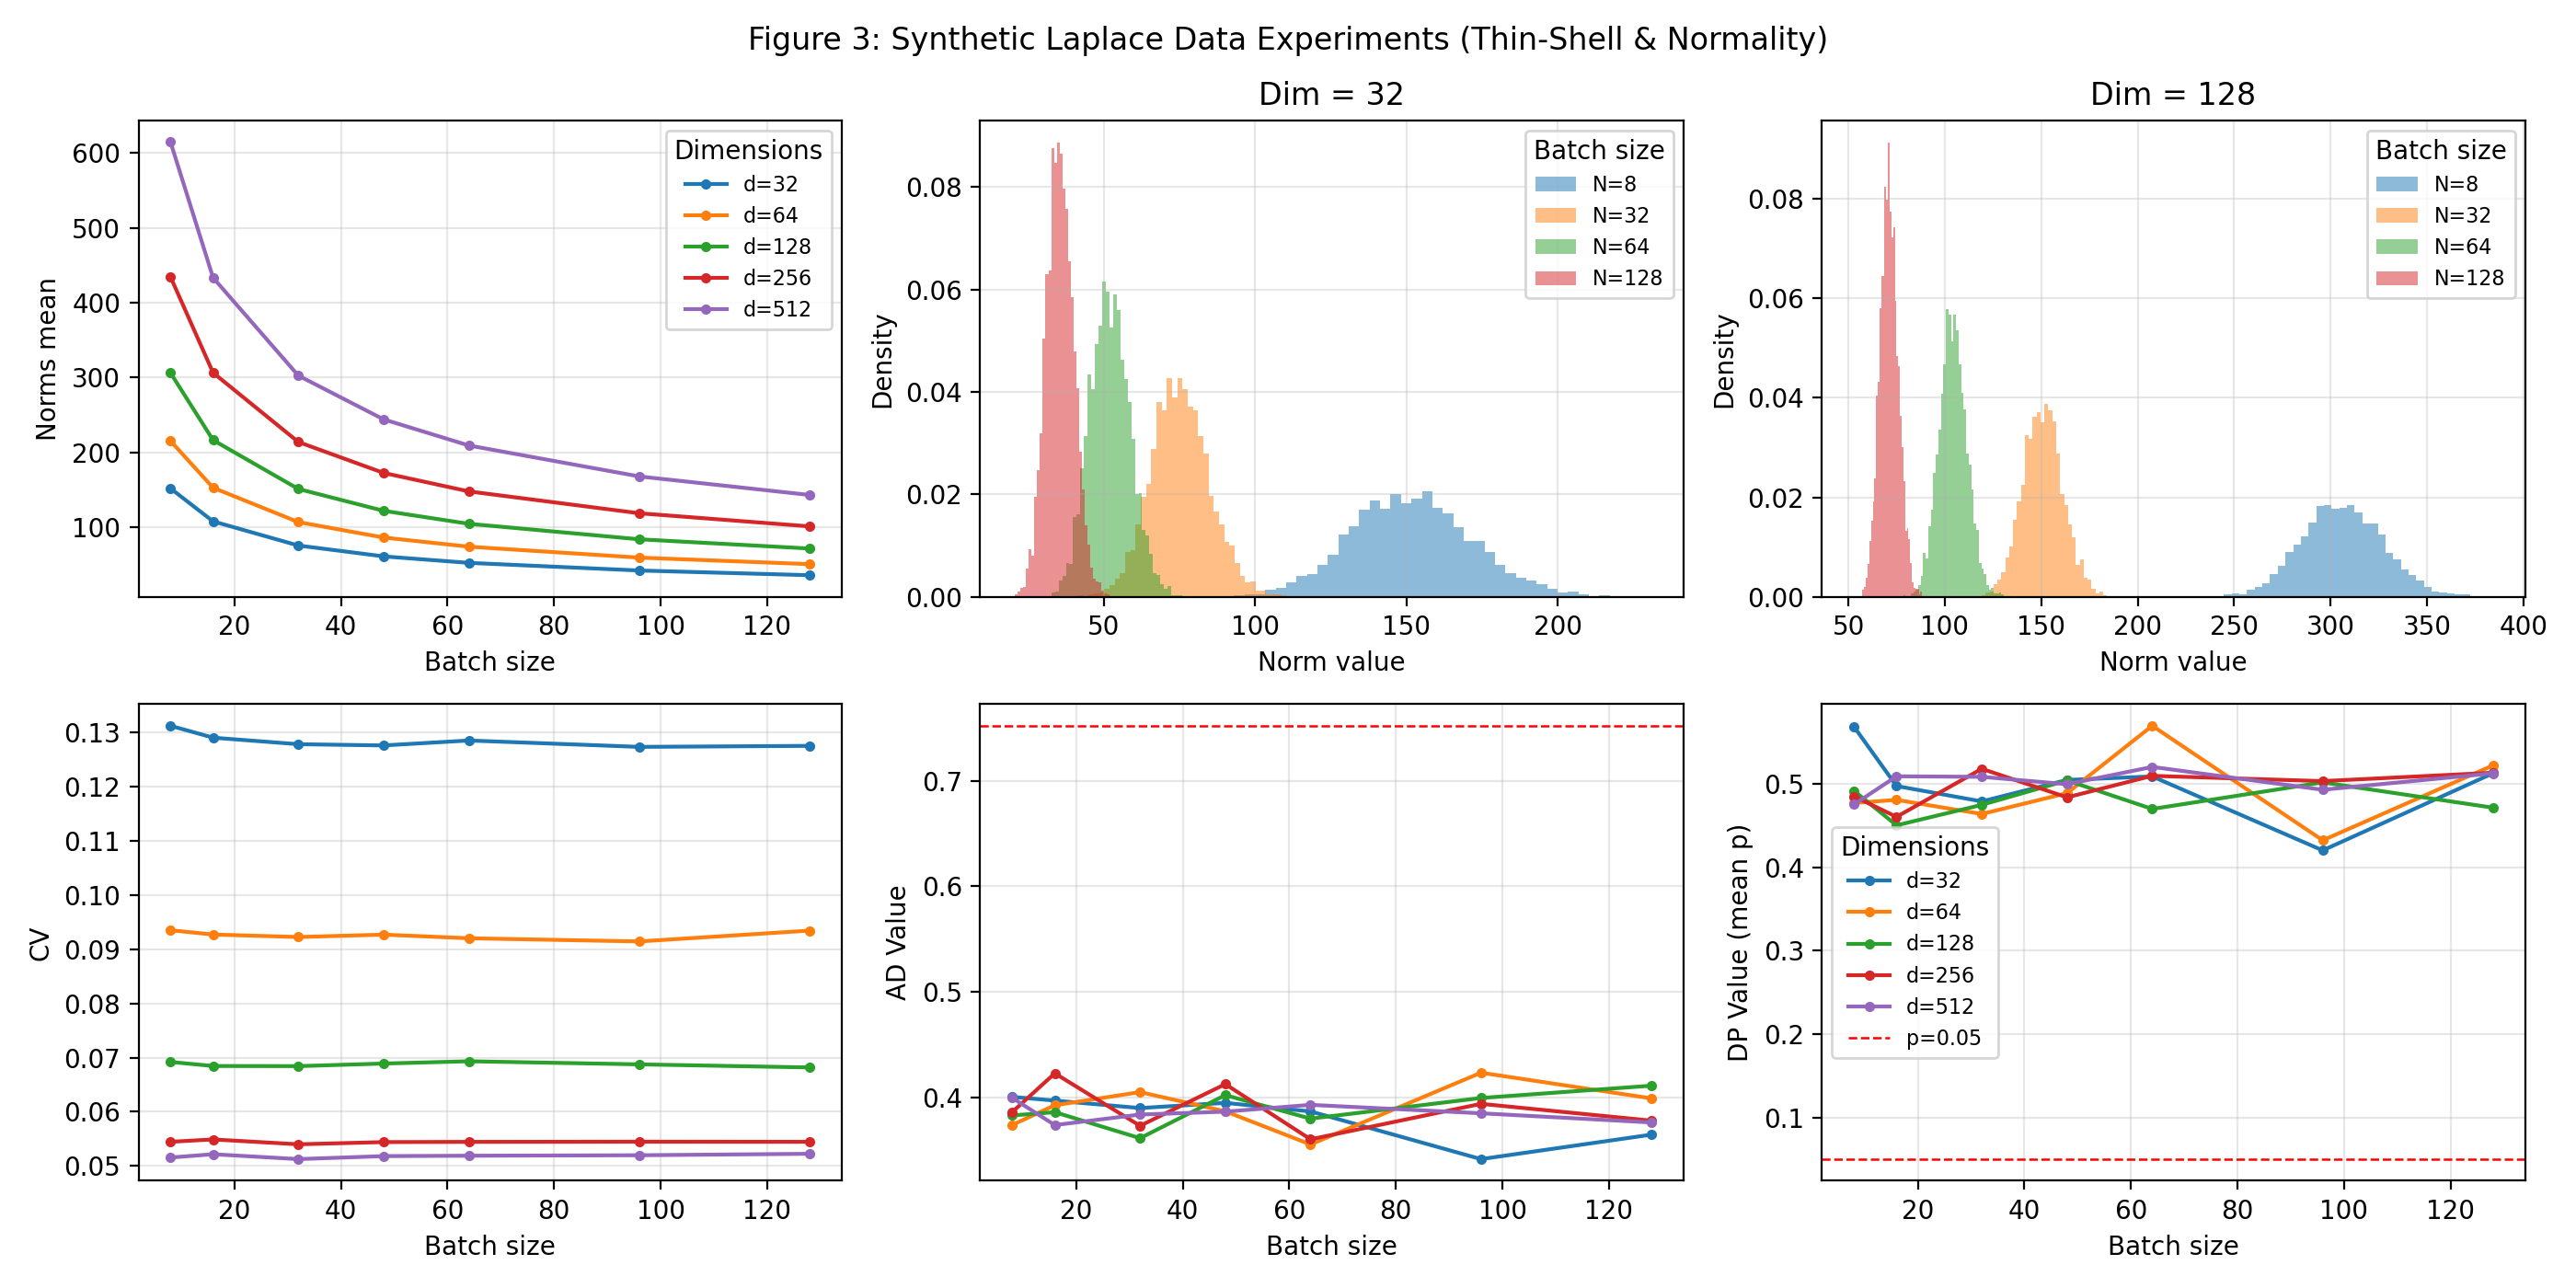 Figure 3: Synthetic Laplace Data Experiments (Thin-Shell & Normality)
Norms mean
600
500
400
300
200
100
20 40 60 80 100 120
Batch size
Dimensions
d=32
d=64
d=128
d=256
d=512
Dim = 32
Density
0.08
0.06
0.04
0.02
0.00
50 100 150 200
Norm value
Batch size
N=8
N=32
N=64
N=128
Dim = 128
Density
0.08
0.06
0.04
0.02
0.00
50 100 150 200 250 300 350 400
Norm value
Batch size
N=8
N=32
N=64
N=128
CV
0.13
0.12
0.11
0.10
0.09
0.08
0.07
0.06
0.05
20 40 60 80 100 120
Batch size
AD Value
0.7
0.6
0.5
0.4
20 40 60 80 100 120
Batch size
DP Value (mean p)
0.5
0.4
0.3
0.2
0.1
20 40 60 80 100 120
Batch size
Dimensions
d=32
d=64
d=128
d=256
d=512
p=0.05